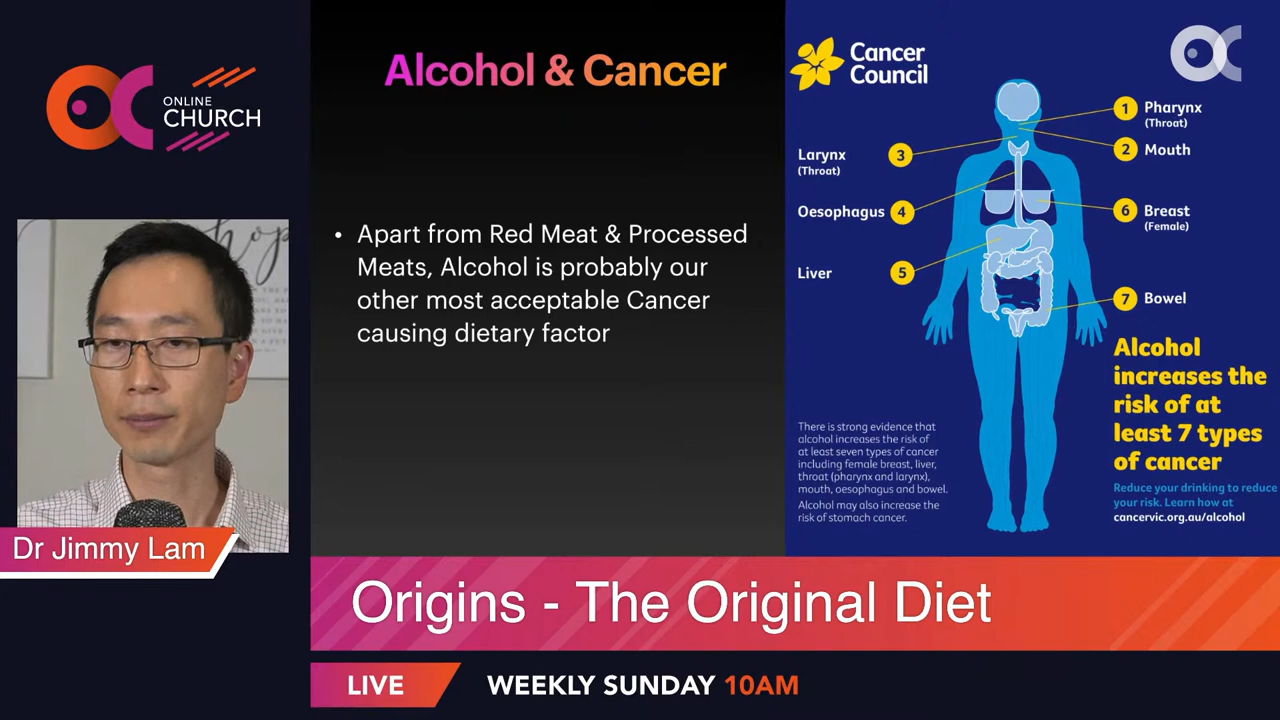 ONLINE
CHURCH
hope
Dr Jimmy Lam
Alcohol & Cancer
• Apart from Red Meat & Processed
Meats, Alcohol is probably our
other most acceptable Cancer
causing dietary factor
Cancer
Council
1 Pharynx
(Throat)
2 Mouth
Larynx 3
(Throat)
Oesophagus 4
6 Breast
(Female)
Liver 5
7 Bowel
Alcohol
increases the
risk of at
least 7 types
of cancer
There is strong evidence that
alcohol increases the risk of
at least seven types of cancer
including female breast, liver,
throat (pharynx and larynx),
mouth, oesophagus and bowel.
Alcohol may also increase the
risk of stomach cancer.
Reduce your drinking to reduce
your risk. Learn how at
cancervic.org.au/alcohol
Origins - The Original Diet
LIVE
WEEKLY SUNDAY 10AM